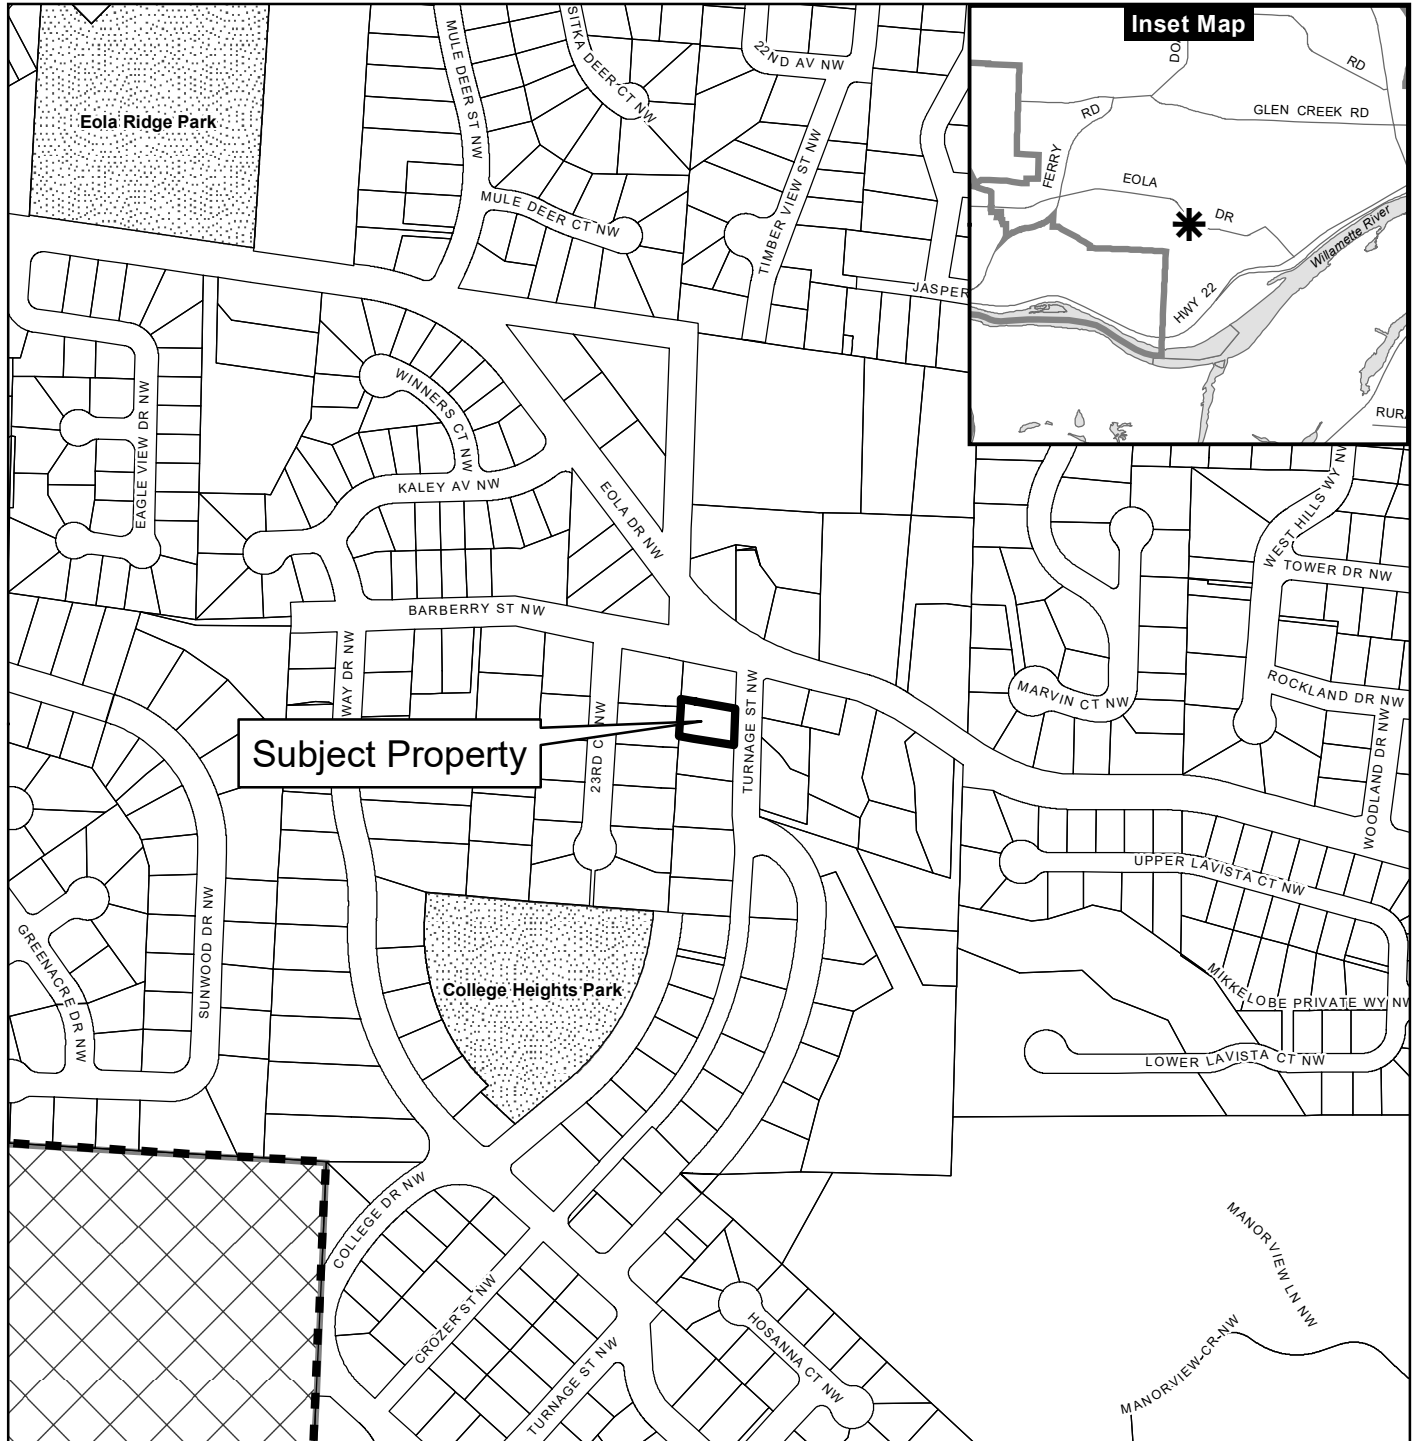 Inset Map
MULE DEER ST NW
SITKA DEER CT NW
22ND AV NW
Eola Ridge Park
TIMBER VIEW ST NW
MULE DEER CT NW
JASPER
RD
RD
GLEN CREEK RD
FERRY
EOLA
DR
Willamette River
HWY 22
WINNERS CT NW
EAGLE VIEW DR NW
KALEY AV NW
EOLA DR NW
WEST HILLS WY NW
TOWER DR NW
BARBERRY ST NW
WAY DR NW
ROCKLAND DR NW
MARVIN CT NW
TURNAGE ST NW
Subject Property
WOODLAND DR NW
UPPER LAVISTA CT NW
SUNWOOD DR NW
GREENACRE DR NW
College Heights Park
MIKKELOBE PRIVATE WY NW
LOWER LAVISTA CT NW
COLLEGE DR NW
MANORVIEW LN NW
CROZER ST NW
HOSANNA CT NW
TURNAGE ST NW
MANORVIEW CR NW